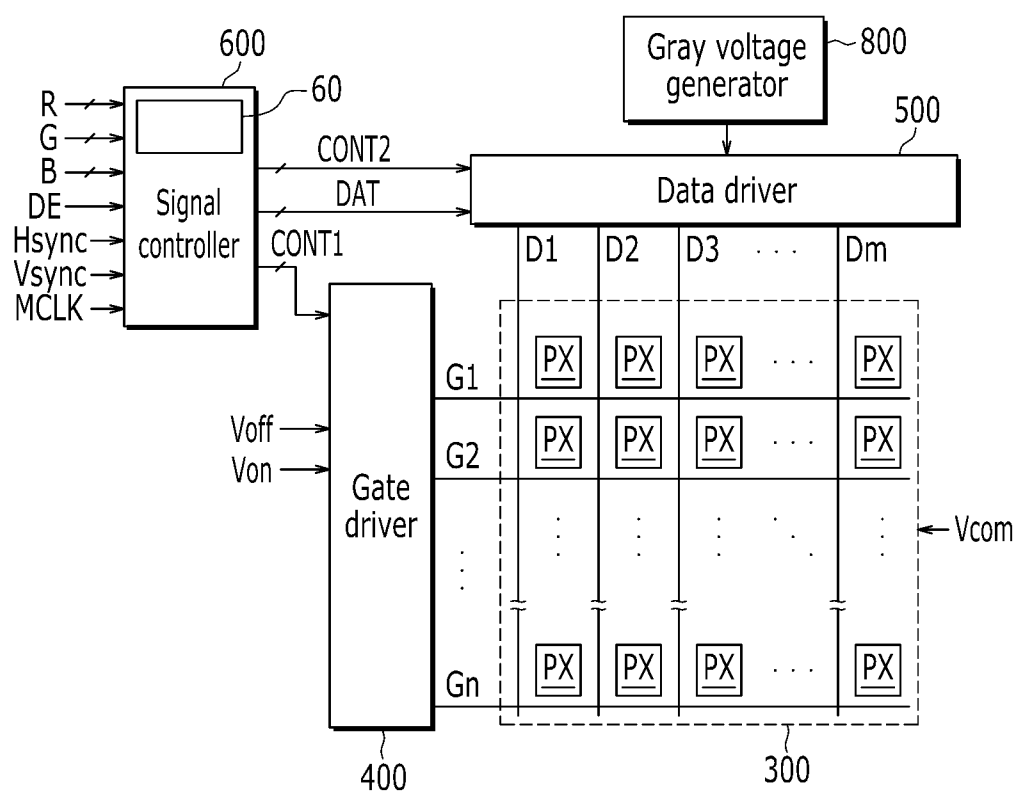 600
60
R
G
B
DE
Hsync
Vsync
MCLK
Signal
controller
CONT2
DAT
CONT1
Gray voltage
generator
800
500
Data driver
D1 D2 D3 . . . Dm
Voff
Von
Gate
driver
400
G1
PX PX PX . . . PX
G2
PX PX PX . . . PX
Gn
PX PX PX . . . PX
Vcom
300